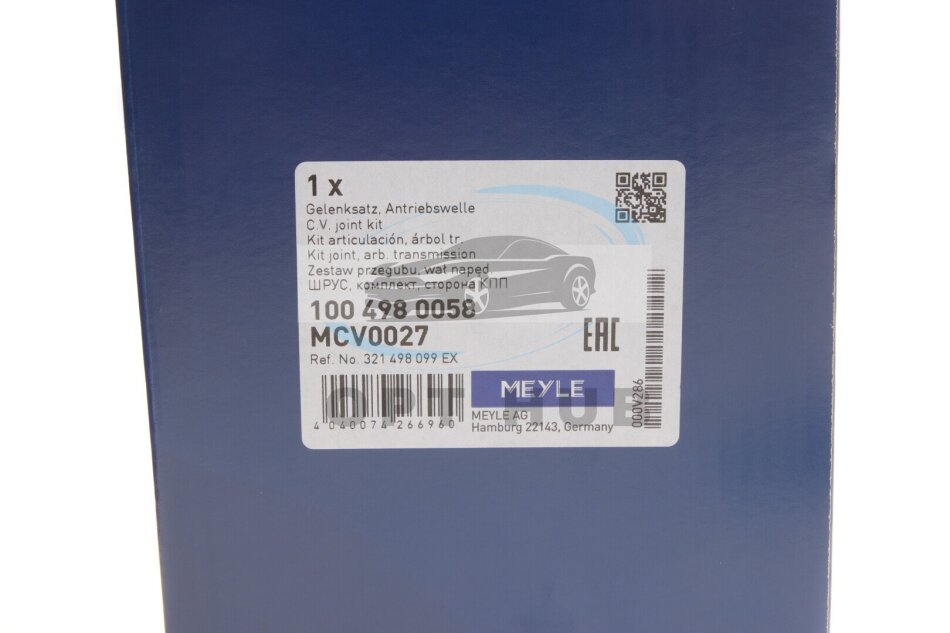 1 x
Gelenksatz, Antriebswelle
C.V. joint kit
Kit articulación, árbol tr.
Kit joint, arb. transmission
Zestaw przegubu, wał napęd.
ШРУС, комплект, сторона КПП
100 498 0058
MCV0027
Ref. No. 321 498 099 EX
EAC
MEYLE
OPT HUB
MEYLE AG
Hamburg 22143, Germany
4 040074 266960
000V286